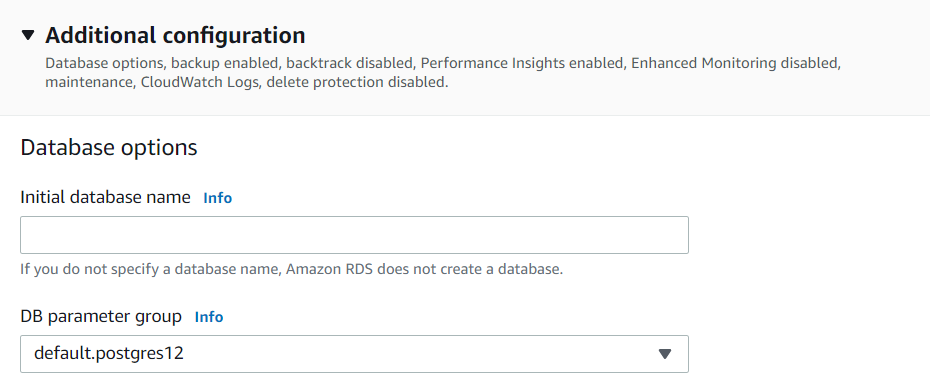 Additional configuration
Database options, backup enabled, backtrack disabled, Performance Insights enabled, Enhanced Monitoring disabled,
maintenance, CloudWatch Logs, delete protection disabled.
Database options
Initial database name Info
If you do not specify a database name, Amazon RDS does not create a database.
DB parameter group Info
default.postgres12